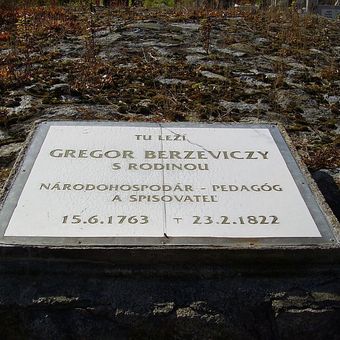 TU LEŽÍ
GREGOR BERZEVICZY
S RODINOU
NÁRODOHOSPODÁR - PEDAGÓG
A SPISOVATEĽ
15.6.1763 + 23.2.1822